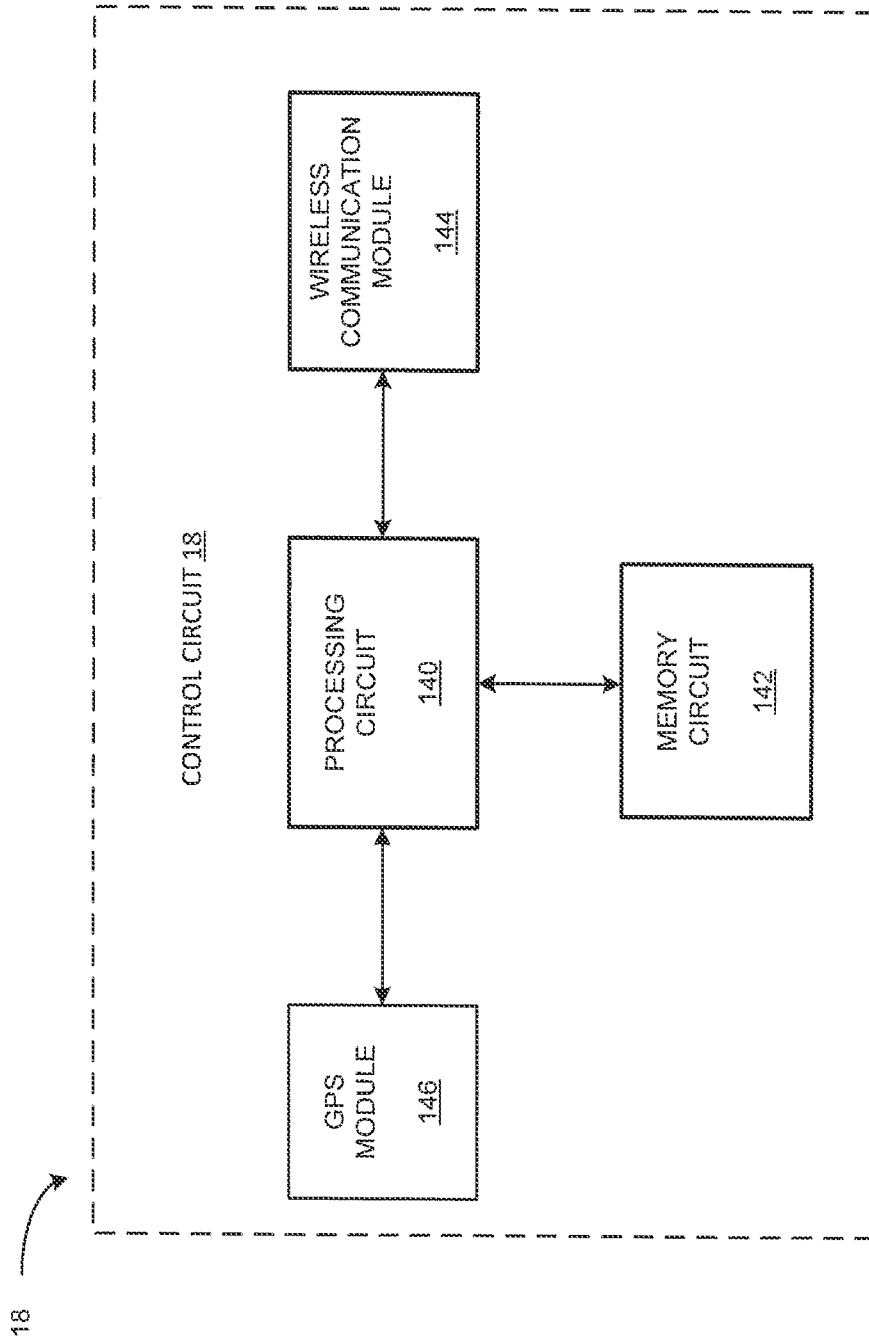 18
CONTROL CIRCUIT 18
GPS
MODULE
146
PROCESSING
CIRCUIT
140
WIRELESS
COMMUNICATION
MODULE
144
MEMORY
CIRCUIT
142